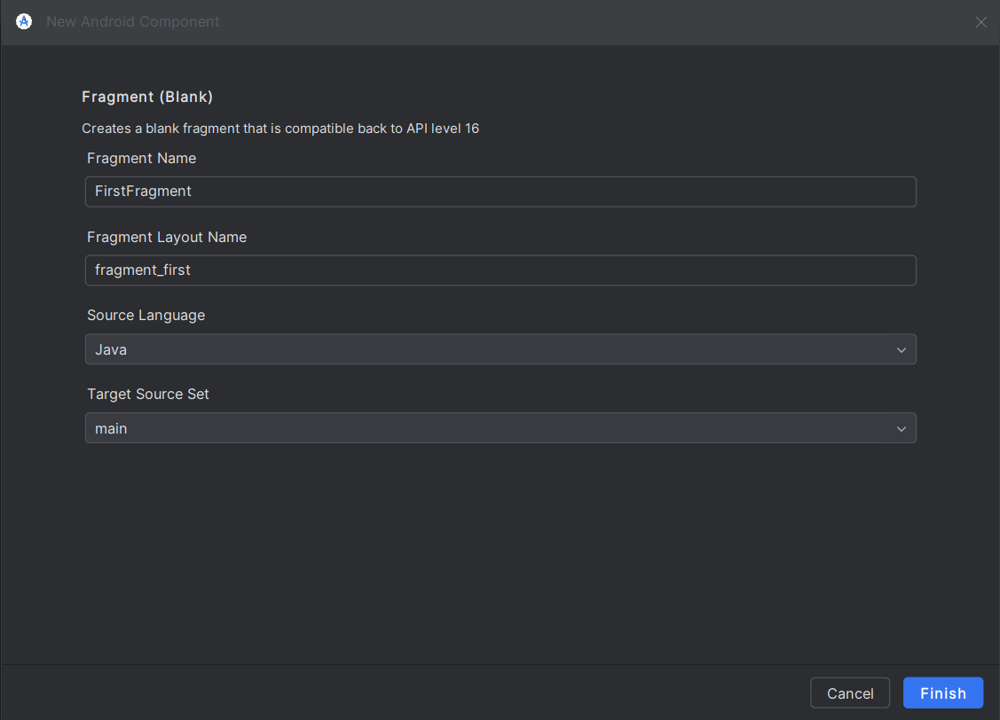 New Android Component
Fragment (Blank)
Creates a blank fragment that is compatible back to API level 16
Fragment Name
FirstFragment
Fragment Layout Name
fragment_first
Source Language
Java
Target Source Set
main
Cancel
Finish